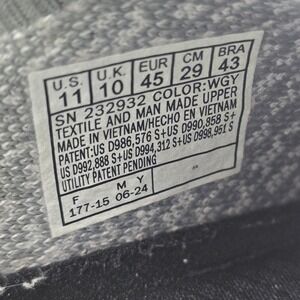 U.S. U.K. EUR CM BRA
11 10 45 29 43
SN 232932 COLOR:WGY
TEXTILE AND MAN MADE UPPER
MADE IN VIETNAM/HECHO EN VIETNAM
PATENT:US D986,576 S+US D990,858 S+
US D992,888 S+US D994,312 S+US D998,951 S
UTILITY PATENT PENDING
F M Y
177-15 06-24